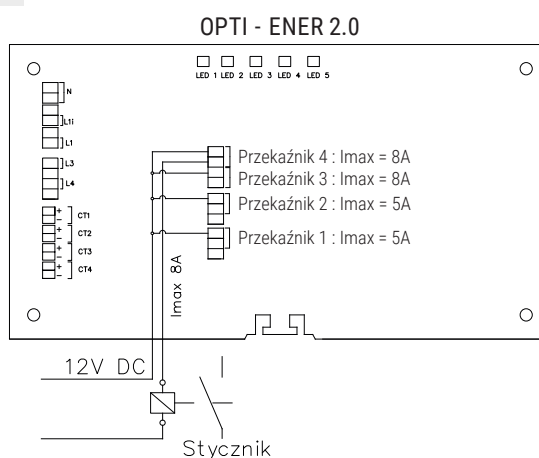 OPTI - ENER 2.0
LED 1 LED 2 LED 3 LED 4 LED 5
N
L1i
L1
L3
L4
+ CT1
-
+ CT2
-
+ CT3
-
+ CT4
-
Przekaźnik 4 : Imax = 8A
Przekaźnik 3 : Imax = 8A
Przekaźnik 2 : Imax = 5A
Przekaźnik 1 : Imax = 5A
Imax 8A
12V DC
Stycznik